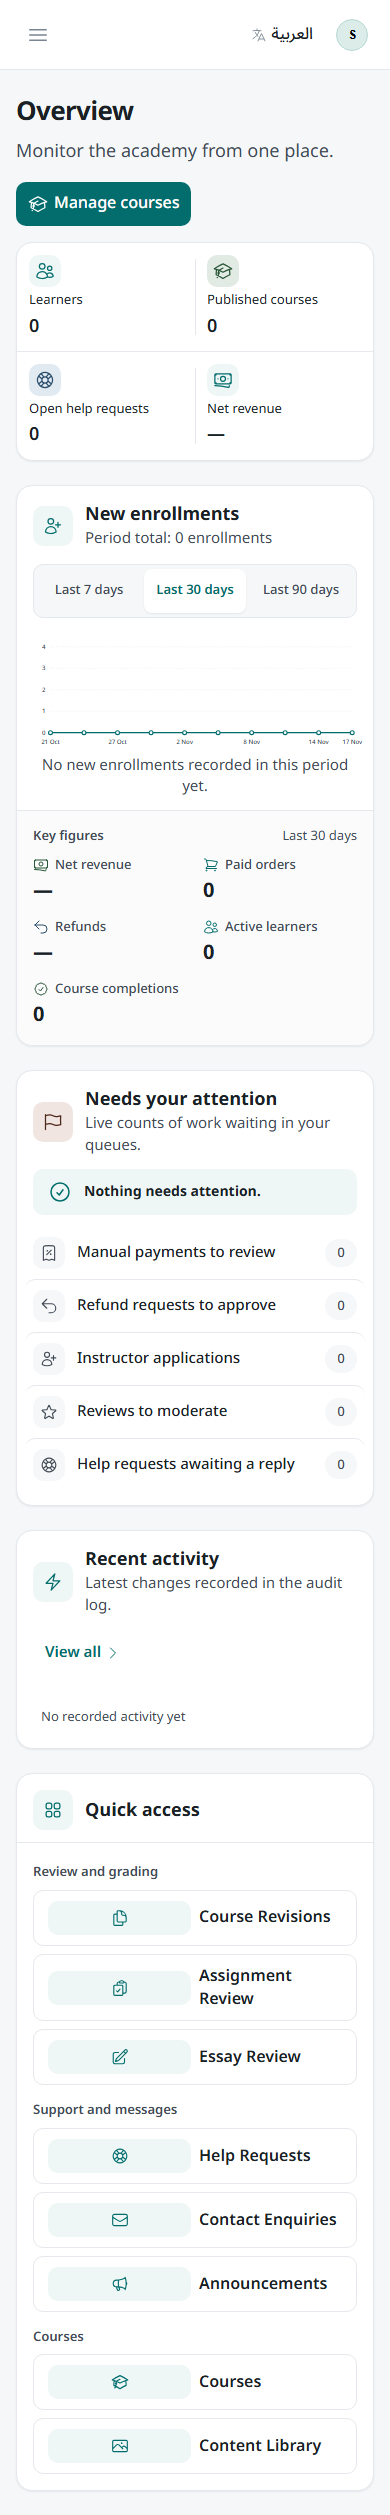 العربية
S
Overview
Monitor the academy from one place.
Manage courses
Learners
0
Published courses
0
Open help requests
0
Net revenue
—
New enrollments
Period total: 0 enrollments
Last 7 days
Last 30 days
Last 90 days
4
3
2
1
0
21 Oct
27 Oct
2 Nov
8 Nov
14 Nov
17 Nov
No new enrollments recorded in this period
yet.
Key figures
Last 30 days
Net revenue
—
Paid orders
0
Refunds
—
Active learners
0
Course completions
0
Needs your attention
Live counts of work waiting in your
queues.
Nothing needs attention.
Manual payments to review
0
Refund requests to approve
0
Instructor applications
0
Reviews to moderate
0
Help requests awaiting a reply
0
Recent activity
Latest changes recorded in the audit
log.
View all
No recorded activity yet
Quick access
Review and grading
Course Revisions
Assignment
Review
Essay Review
Support and messages
Help Requests
Contact Enquiries
Announcements
Courses
Courses
Content Library